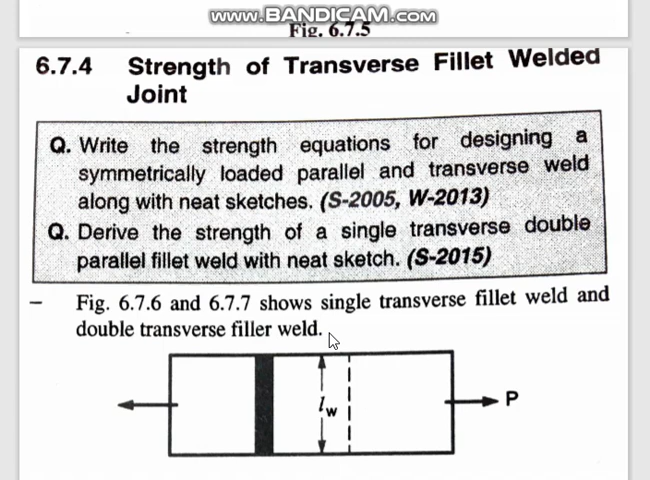 www.BANDICAM.com
Fig. 6.7.5
6.7.4 Strength of Transverse Fillet Welded
Joint
Q. Write the strength equations for designing a
symmetrically loaded parallel and transverse weld
along with neat sketches. (S-2005, W-2013)
Q. Derive the strength of a single transverse double
parallel fillet weld with neat sketch. (S-2015)
– Fig. 6.7.6 and 6.7.7 shows single transverse fillet weld and
double transverse filler weld.
lw
P